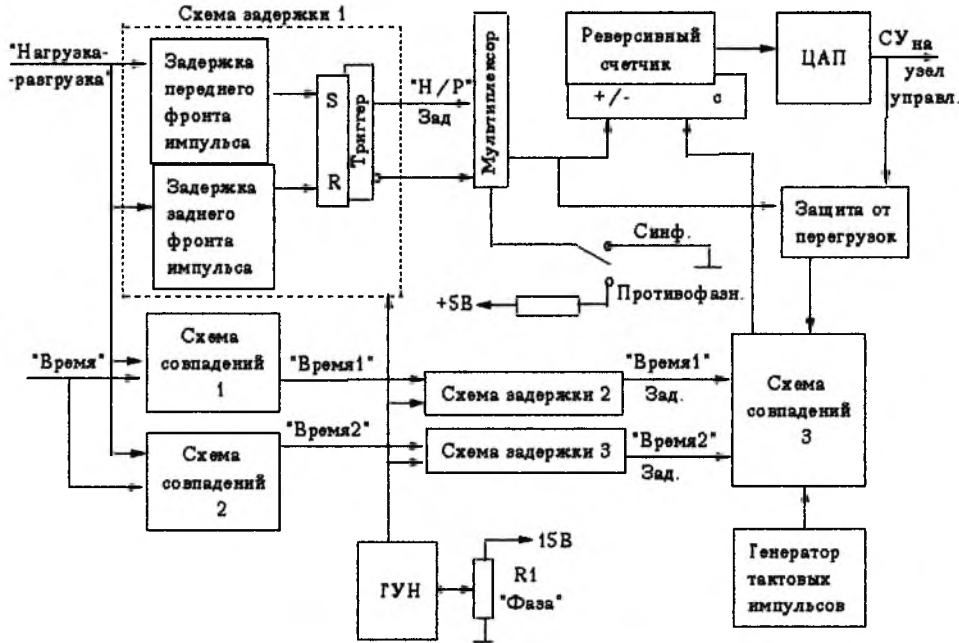 Схема задержки 1
"Нагрузка-
-разгрузка"
Задержка
переднего
фронта
импульса
Задержка
заднего
фронта
импульса
S
R
Триггер
"Н/Р"
Зад
Мультиплексор
Реверсивный
счетчик
+/-
с
ЦАП
СУ на
узел
управл.
Защита от
перегрузок
Синф.
Противофазн.
+5В
"Время"
Схема
совпадений
1
"Время1"
Схема задержки 2
"Время1"
Зад.
Схема
совпадений
2
"Время2"
Схема задержки 3
"Время2"
Зад.
Схема
совпадений
3
ГУН
15В
R1
"Фаза"
Генератор
тактовых
импульсов